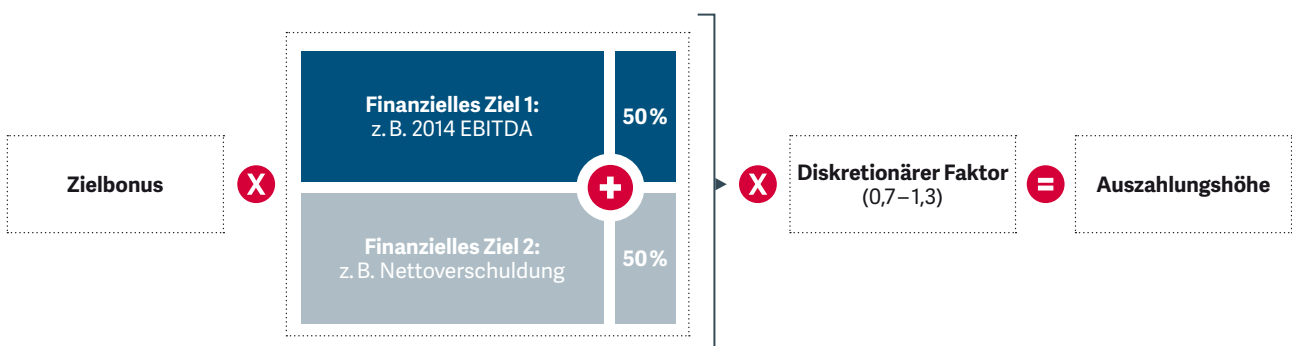 Zielbonus
X
Finanzielles Ziel 1:
z. B. 2014 EBITDA
50 %
+
Finanzielles Ziel 2:
z. B. Nettoverschuldung
50 %
X
Diskretionärer Faktor
(0,7 – 1,3)
=
Auszahlungshöhe